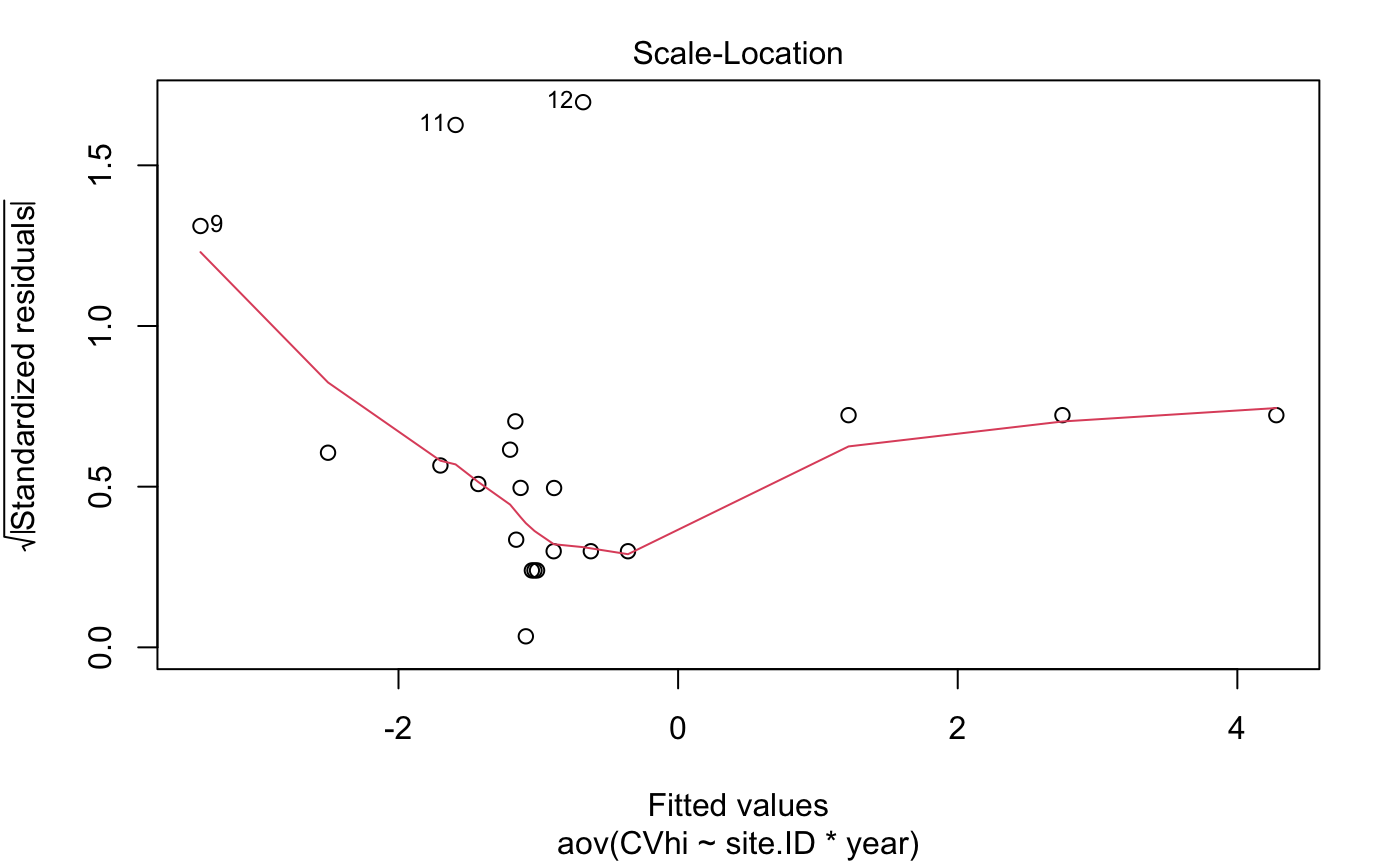 Scale-Location
12
11
9
√|Standardized residuals|
0.0
0.5
1.0
1.5
-2
0
2
4
Fitted values
aov(CVhi ~ site.ID * year)